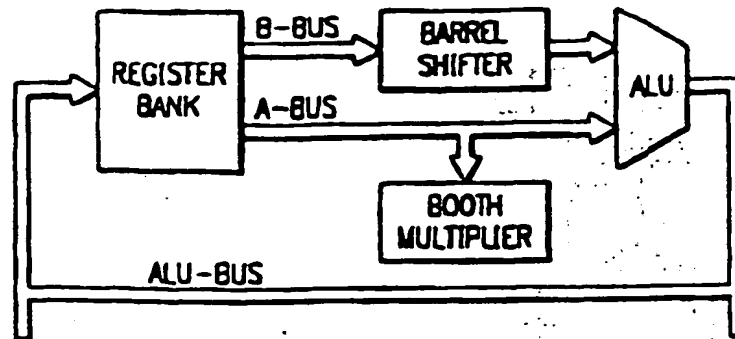 B-BUS
BARREL
SHIFTER
REGISTER
BANK
ALU
A-BUS
BOOTH
MULTIPLIER
ALU-BUS